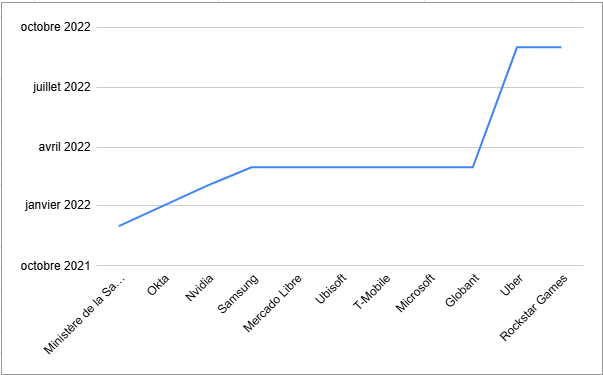 octobre 2022
juillet 2022
avril 2022
janvier 2022
octobre 2021
Ministère de la Sa...
Okta
Nvidia
Samsung
Mercado Libre
Ubisoft
T-Mobile
Microsoft
Globant
Uber
Rockstar Games